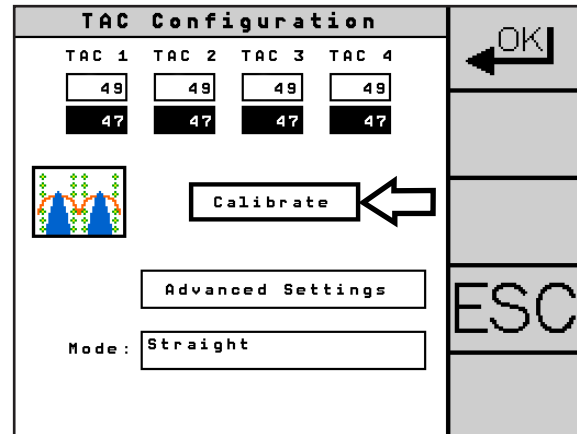 TAC Configuration
OK
TAC 1 TAC 2 TAC 3 TAC 4
49 49 49 49
47 47 47 47
Calibrate
Advanced Settings
ESC
Mode: Straight